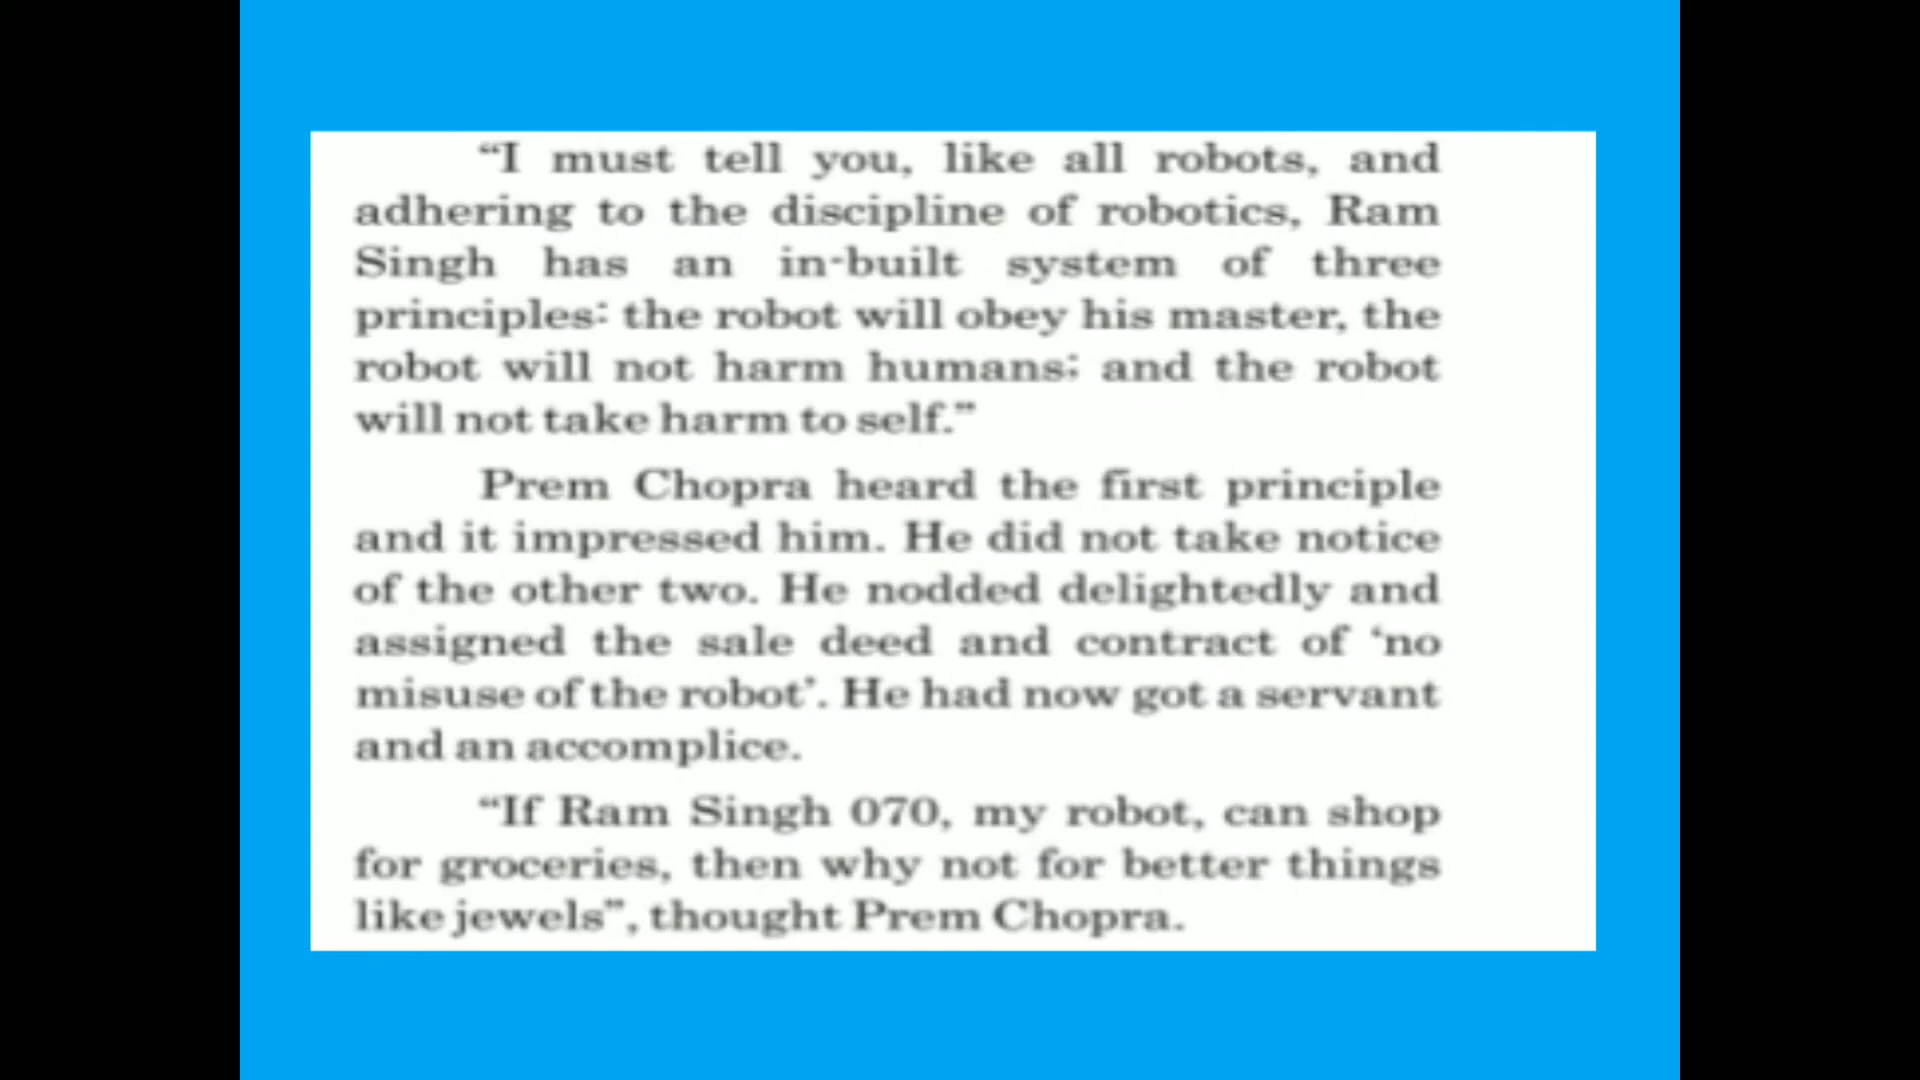 “I must tell you, like all robots, and
adhering to the discipline of robotics, Ram
Singh has an in-built system of three
principles: the robot will obey his master, the
robot will not harm humans; and the robot
will not take harm to self.”
Prem Chopra heard the first principle
and it impressed him. He did not take notice
of the other two. He nodded delightedly and
assigned the sale deed and contract of ‘no
misuse of the robot’. He had now got a servant
and an accomplice.
“If Ram Singh 070, my robot, can shop
for groceries, then why not for better things
like jewels”, thought Prem Chopra.